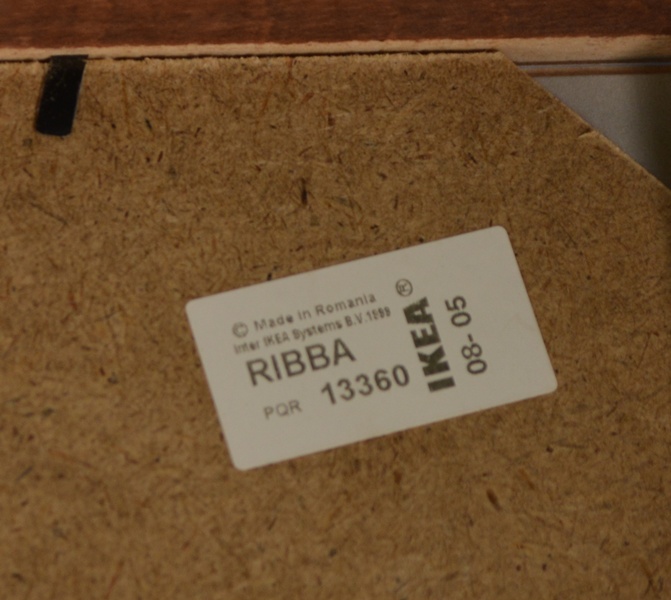 © Made in Romania
Inter IKEA Systems B.V.1999
RIBBA
PQR 13360
IKEA ®
08- 05